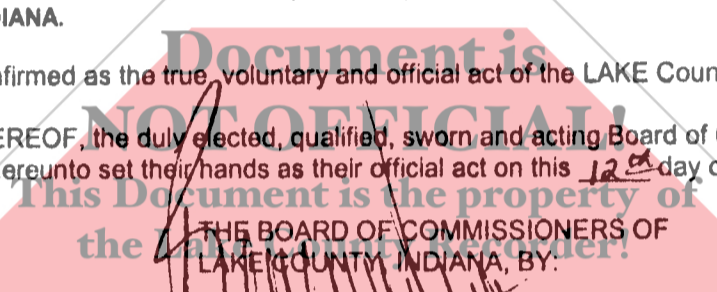 DIANA.
Document is
nfirmed as the true, voluntary and official act of the LAKE Coun
NOT OFFICIAL!
EREOF, the duly elected, qualified, sworn and acting Board of
ereunto set their hands as their official act on this 12th day o
This Document is the property of
the Lake County Recorder!
THE BOARD OF COMMISSIONERS OF
LAKE COUNTY, INDIANA, BY: